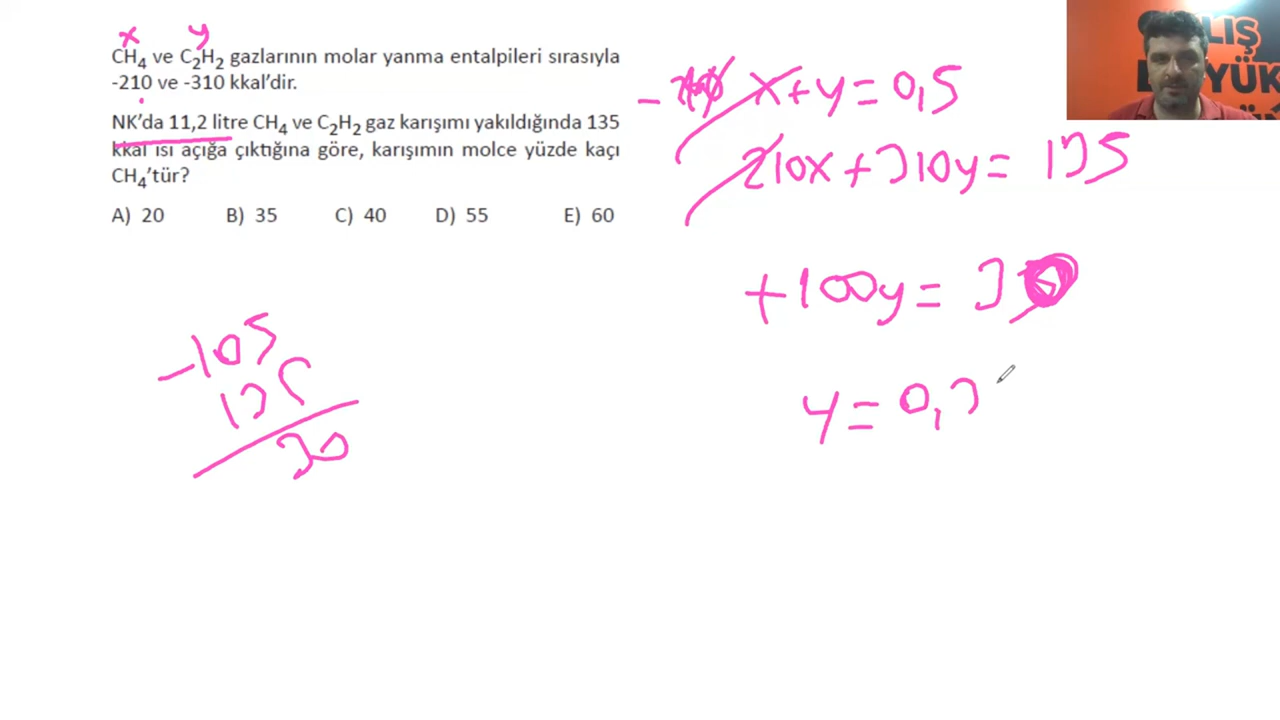 x y
CH4 ve C2H2 gazlarının molar yanma entalpileri sırasıyla
-210 ve -310 kkal'dir.
NK'da 11,2 litre CH4 ve C2H2 gaz karışımı yakıldığında 135
kkal ısı açığa çıktığına göre, karışımın molce yüzde kaçı
CH4'tür?
A) 20 B) 35 C) 40 D) 55 E) 60
x+y=0,5
210x+310y=135
+100y=30
y=0,3
-105
135
30